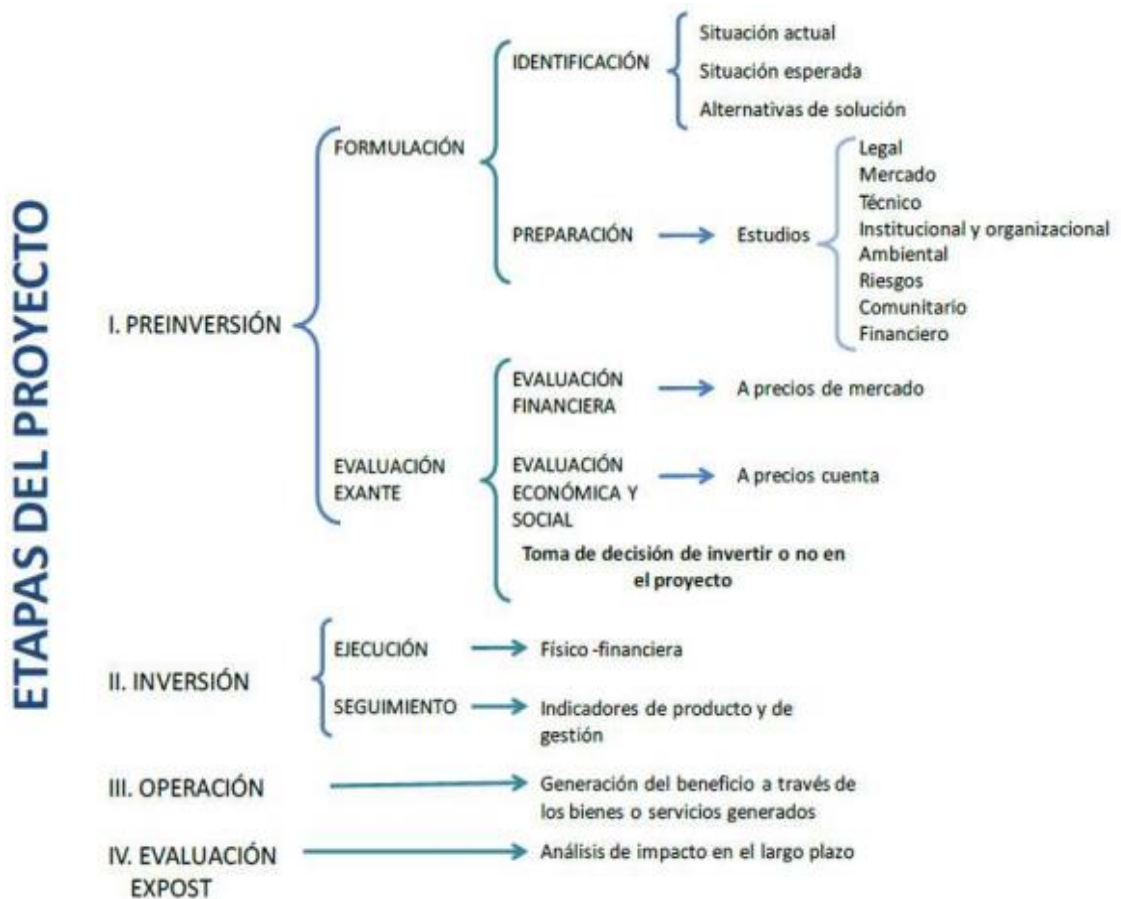 ETAPAS DEL PROYECTO
I. PREINVERSIÓN
FORMULACIÓN
IDENTIFICACIÓN
Situación actual
Situación esperada
Alternativas de solución
PREPARACIÓN
Estudios
Legal
Mercado
Técnico
Institucional y organizacional
Ambiental
Riesgos
Comunitario
Financiero
EVALUACIÓN
EXANTE
EVALUACIÓN
FINANCIERA
A precios de mercado
EVALUACIÓN
ECONÓMICA Y
SOCIAL
A precios cuenta
Toma de decisión de invertir o no en
el proyecto
II. INVERSIÓN
EJECUCIÓN
Físico -financiera
SEGUIMIENTO
Indicadores de producto y de
gestión
III. OPERACIÓN
Generación del beneficio a través de
los bienes o servicios generados
IV. EVALUACIÓN
EXPOST
Análisis de impacto en el largo plazo